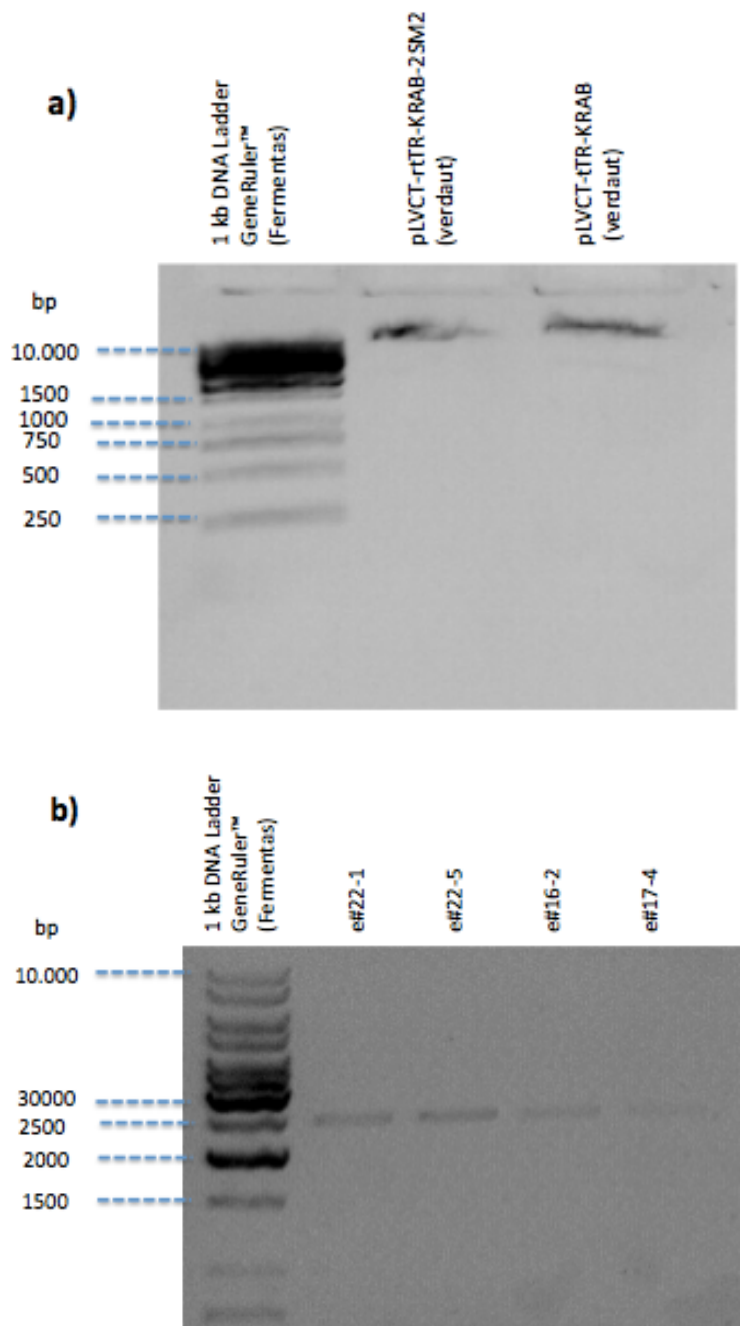 a)
1 kb DNA Ladder
GeneRuler™
(Fermentas)
pLVCT-rtTR-KRAB-2SM2
(verdaut)
pLVCT-tTR-KRAB
(verdaut)
bp
10.000
1500
1000
750
500
250
b)
1 kb DNA Ladder
GeneRuler™
(Fermentas)
e#22-1
e#22-5
e#16-2
e#17-4
bp
10.000
30000
2500
2000
1500